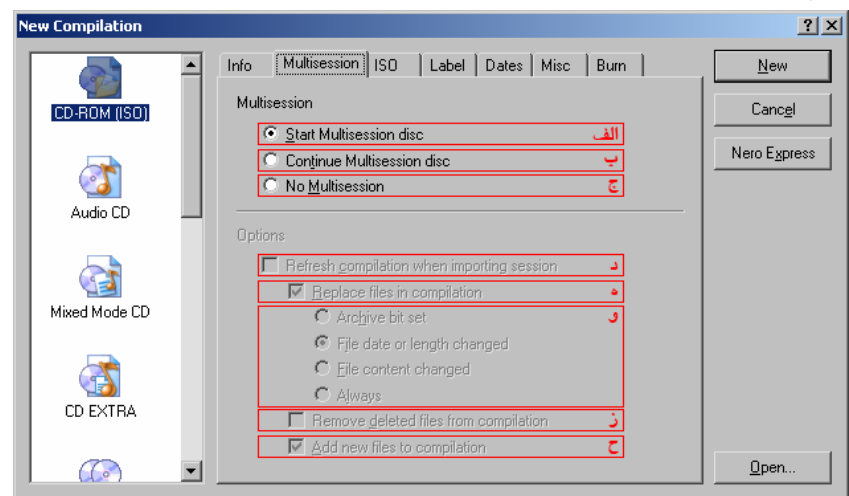 New Compilation
CD-ROM (ISO)
Audio CD
Mixed Mode CD
CD EXTRA
Info Multisession ISO Label Dates Misc Burn
Multisession
Start Multisession disc الف
Continue Multisession disc ب
No Multisession ج
Options
Refresh compilation when importing session د
Replace files in compilation ه
Archive bit set و
File date or length changed
File content changed
Always
Remove deleted files from compilation ز
Add new files to compilation ح
New
Cancel
Nero Express
Open...